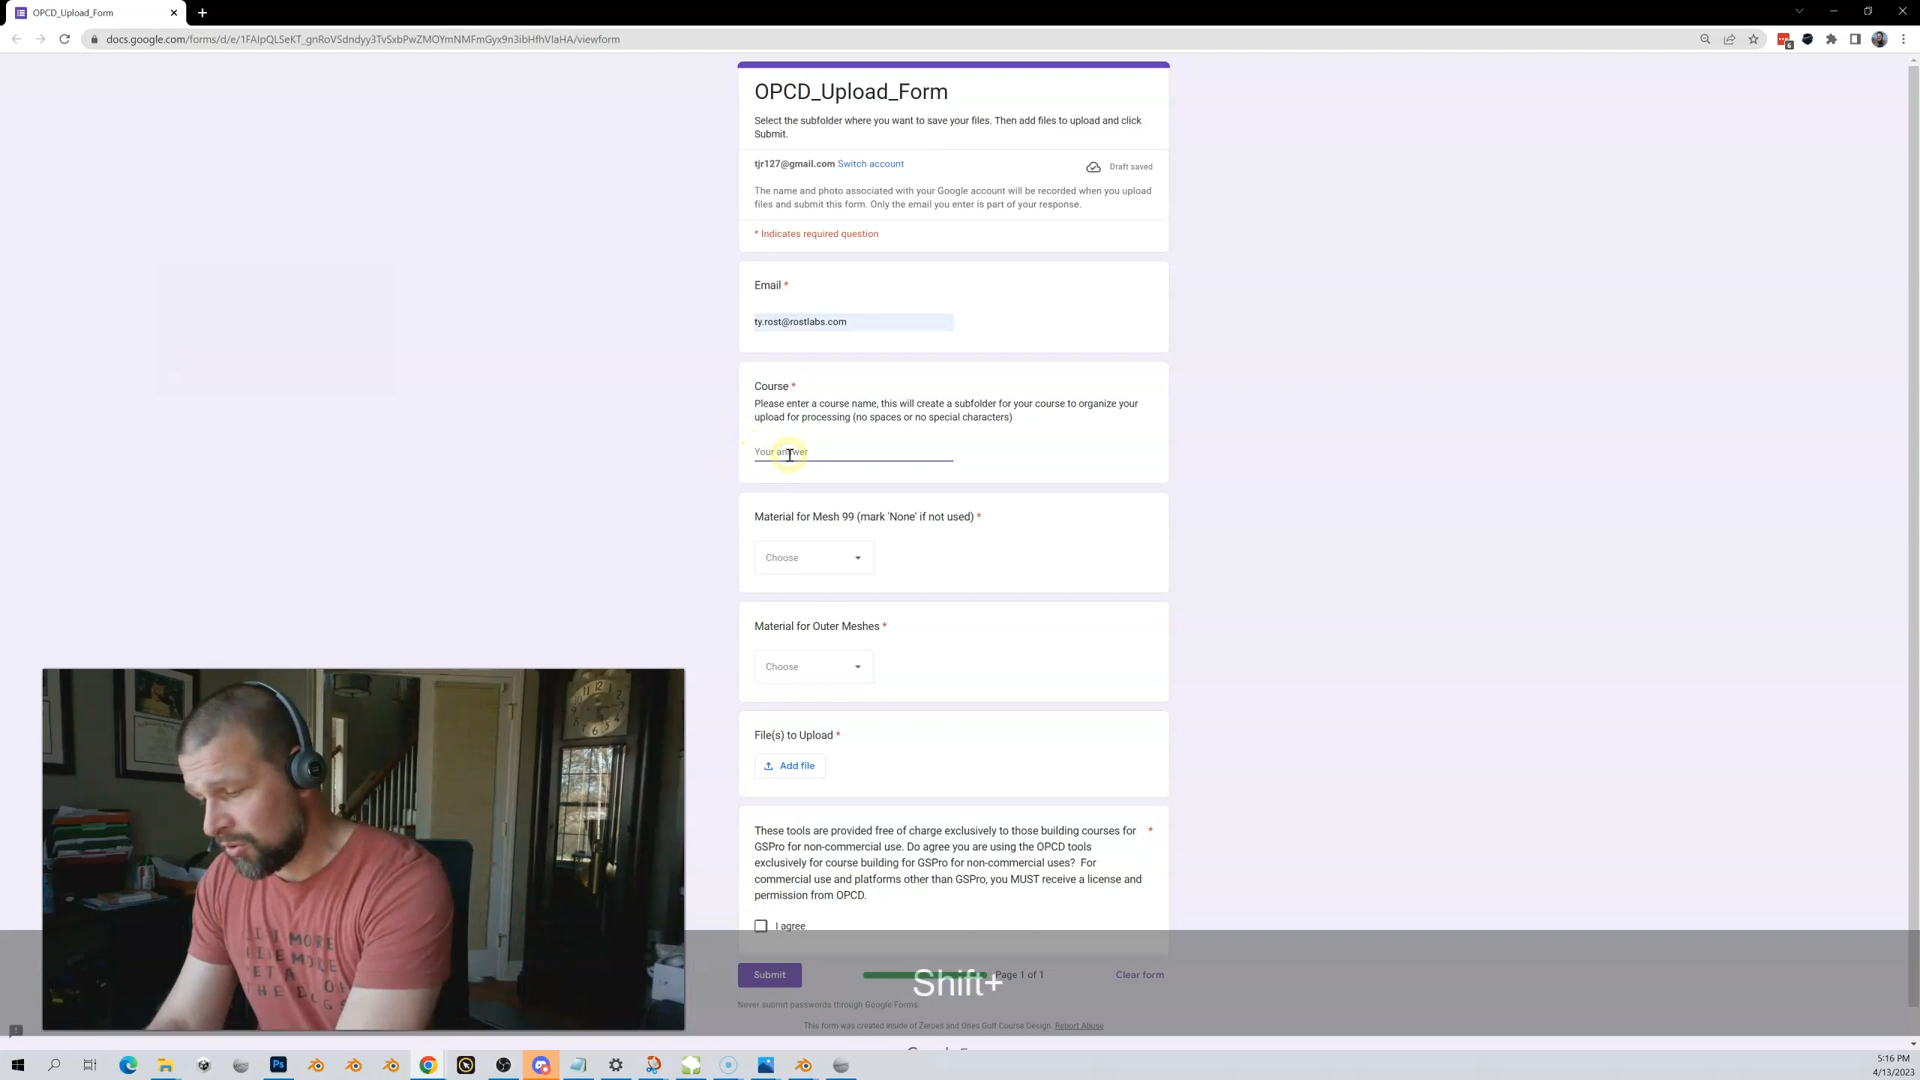 OPCD_Upload_Form
docs.google.com/forms/d/e/1FAIpQLSeKT_gnRoVSdndyy3TvSxbPwZMOYmNMFmGyx9n3ibHfhVIaHA/viewform
6
OPCD_Upload_Form
Select the subfolder where you want to save your files. Then add files to upload and click
Submit.
tjr127@gmail.com Switch account
Draft saved
The name and photo associated with your Google account will be recorded when you upload
files and submit this form. Only the email you enter is part of your response.
* Indicates required question
Email *
ty.rost@rostlabs.com
Course *
Please enter a course name, this will create a subfolder for your course to organize your
upload for processing (no spaces or no special characters)
Your answer
Material for Mesh 99 (mark 'None' if not used) *
Choose
Material for Outer Meshes *
Choose
File(s) to Upload *
Add file
These tools are provided free of charge exclusively to those building courses for *
GSPro for non-commercial use. Do agree you are using the OPCD tools
exclusively for course building for GSPro for non-commercial uses? For
commercial use and platforms other than GSPro, you MUST receive a license and
permission from OPCD.
I agree
Submit
Page 1 of 1
Clear form
Shift+
Never submit passwords through Google Forms.
This form was created inside of Zeroes and Ones Golf Course Design. Report Abuse
Ps
5:16 PM
4/13/2023